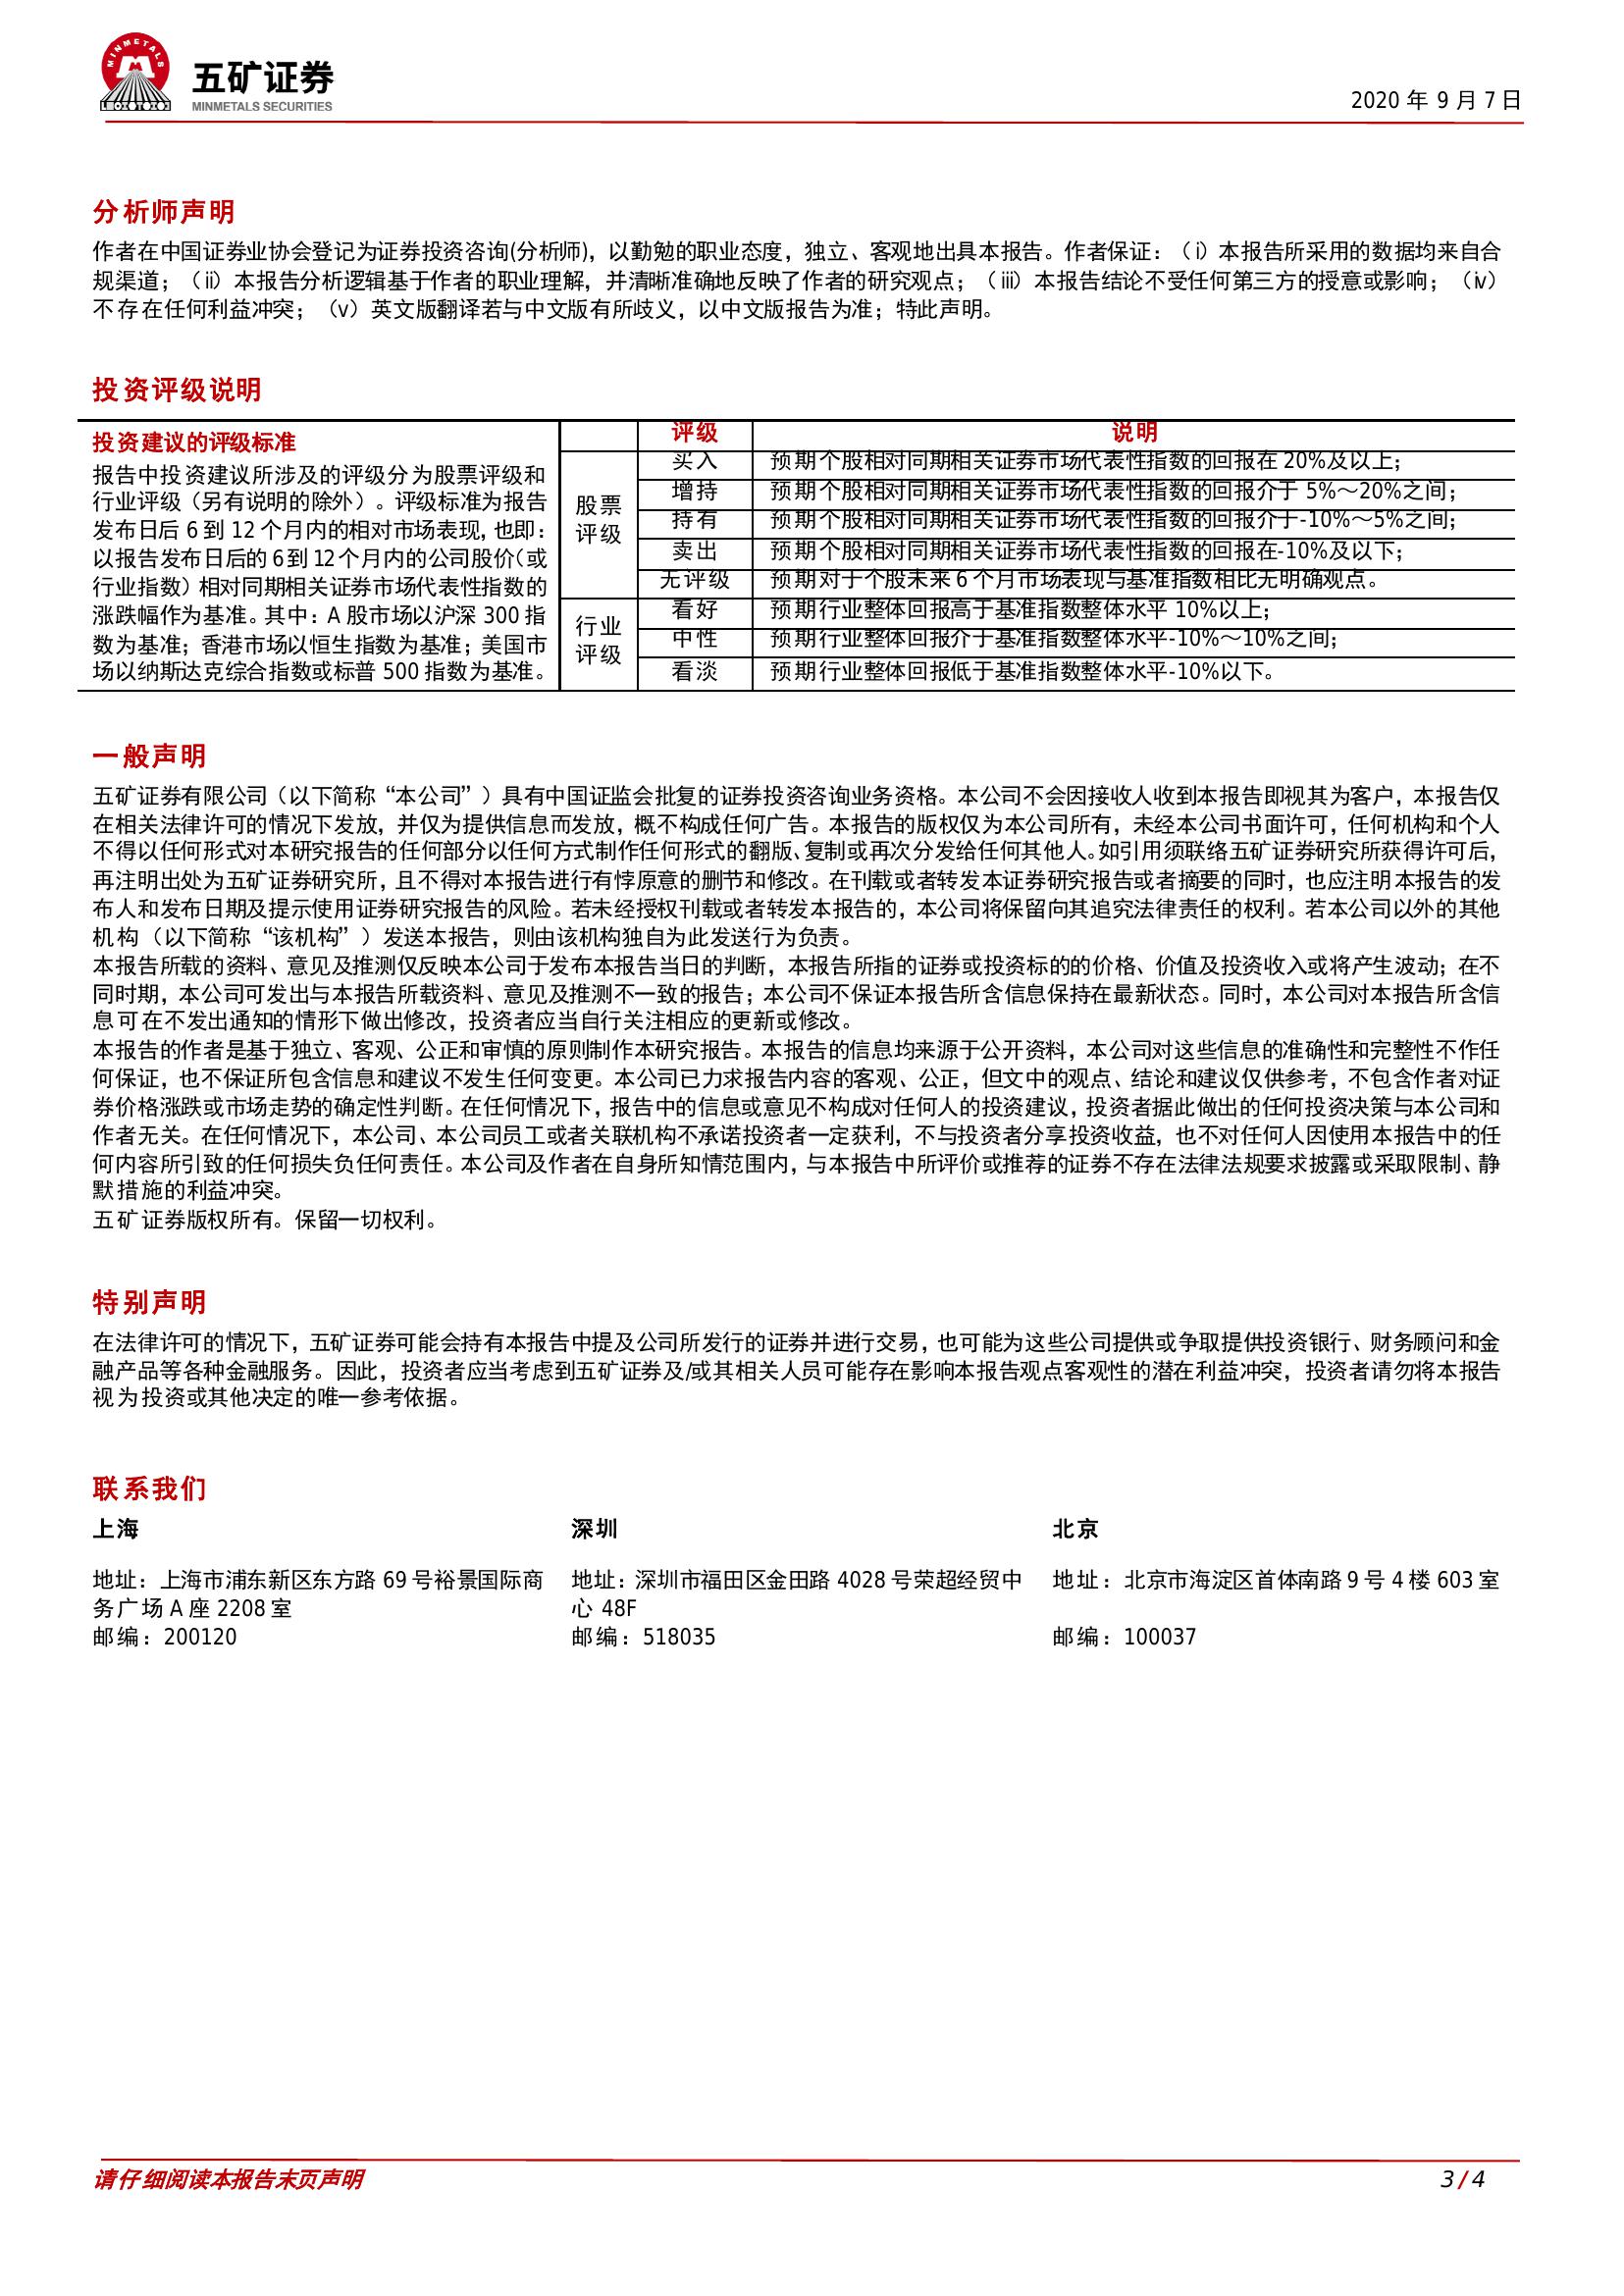 MINMETALS
五矿证券
MINMETALS SECURITIES
2020 年 9 月 7 日
分析师声明
作者在中国证券业协会登记为证券投资咨询(分析师)，以勤勉的职业态度，独立、客观地出具本报告。作者保证：（i）本报告所采用的数据均来自合
规渠道；（ii）本报告分析逻辑基于作者的职业理解，并清晰准确地反映了作者的研究观点；（iii）本报告结论不受任何第三方的授意或影响；（iv）
不存在任何利益冲突；（v）英文版翻译若与中文版有所歧义，以中文版报告为准；特此声明。
投资评级说明
投资建议的评级标准
报告中投资建议所涉及的评级分为股票评级和
行业评级（另有说明的除外）。评级标准为报告
发布日后 6 到 12 个月内的相对市场表现，也即：
以报告发布日后的 6 到 12 个月内的公司股价（或
行业指数）相对同期相关证券市场代表性指数的
涨跌幅作为基准。其中：A 股市场以沪深 300 指
数为基准；香港市场以恒生指数为基准；美国市
场以纳斯达克综合指数或标普 500 指数为基准。
评级 说明
股票
评级
买入 预期个股相对同期相关证券市场代表性指数的回报在 20%及以上；
增持 预期个股相对同期相关证券市场代表性指数的回报介于 5%～20%之间；
持有 预期个股相对同期相关证券市场代表性指数的回报介于-10%～5%之间；
卖出 预期个股相对同期相关证券市场代表性指数的回报在-10%及以下；
无评级 预期对于个股未来 6 个月市场表现与基准指数相比无明确观点。
行业
评级
看好 预期行业整体回报高于基准指数整体水平 10%以上；
中性 预期行业整体回报介于基准指数整体水平-10%～10%之间；
看淡 预期行业整体回报低于基准指数整体水平-10%以下。
一般声明
五矿证券有限公司（以下简称“本公司”）具有中国证监会批复的证券投资咨询业务资格。本公司不会因接收人收到本报告即视其为客户，本报告仅
在相关法律许可的情况下发放，并仅为提供信息而发放，概不构成任何广告。本报告的版权仅为本公司所有，未经本公司书面许可，任何机构和个人
不得以任何形式对本研究报告的任何部分以任何方式制作任何形式的翻版、复制或再次分发给任何其他人。如引用须联络五矿证券研究所获得许可后，
再注明出处为五矿证券研究所，且不得对本报告进行有悖原意的删节和修改。在刊载或者转发本证券研究报告或者摘要的同时，也应注明本报告的发
布人和发布日期及提示使用证券研究报告的风险。若未经授权刊载或者转发本报告的，本公司将保留向其追究法律责任的权利。若本公司以外的其他
机构（以下简称“该机构”）发送本报告，则由该机构独自为此发送行为负责。
本报告所载的资料、意见及推测仅反映本公司于发布本报告当日的判断，本报告所指的证券或投资标的的价格、价值及投资收入或将产生波动；在不
同时期，本公司可发出与本报告所载资料、意见及推测不一致的报告；本公司不保证本报告所含信息保持在最新状态。同时，本公司对本报告所含信
息可在不发出通知的情形下做出修改，投资者应当自行关注相应的更新或修改。
本报告的作者是基于独立、客观、公正和审慎的原则制作本研究报告。本报告的信息均来源于公开资料，本公司对这些信息的准确性和完整性不作任
何保证，也不保证所包含信息和建议不发生任何变更。本公司已力求报告内容的客观、公正，但文中的观点、结论和建议仅供参考，不包含作者对证
券价格涨跌或市场走势的确定性判断。在任何情况下，报告中的信息或意见不构成对任何人的投资建议，投资者据此做出的任何投资决策与本公司和
作者无关。在任何情况下，本公司、本公司员工或者关联机构不承诺投资者一定获利，不与投资者分享投资收益，也不对任何人因使用本报告中的任
何内容所引致的任何损失负任何责任。本公司及作者在自身所知情范围内，与本报告中所评价或推荐的证券不存在法律法规要求披露或采取限制、静
默措施的利益冲突。
五矿证券版权所有。保留一切权利。
特别声明
在法律许可的情况下，五矿证券可能会持有本报告中提及公司所发行的证券并进行交易，也可能为这些公司提供或争取提供投资银行、财务顾问和金
融产品等各种金融服务。因此，投资者应当考虑到五矿证券及/或其相关人员可能存在影响本报告观点客观性的潜在利益冲突，投资者请勿将本报告
视为投资或其他决定的唯一参考依据。
联系我们
上海
地址：上海市浦东新区东方路 69 号裕景国际商
务广场 A 座 2208 室
邮编：200120
深圳
地址：深圳市福田区金田路 4028 号荣超经贸中
心 48F
邮编：518035
北京
地址：北京市海淀区首体南路 9 号 4 楼 603 室
邮编：100037
请仔细阅读本报告末页声明
3 / 4